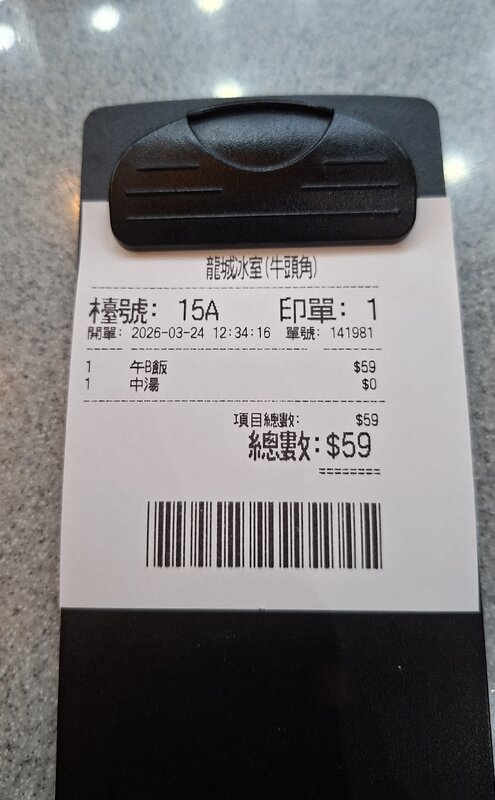 龍城冰室(牛頭角)
檯號: 15A 印單: 1
開單: 2026-03-24 12:34:16 單號: 141981
1 午B飯 $59
1 中湯 $0
項目總數: $59
總數: $59